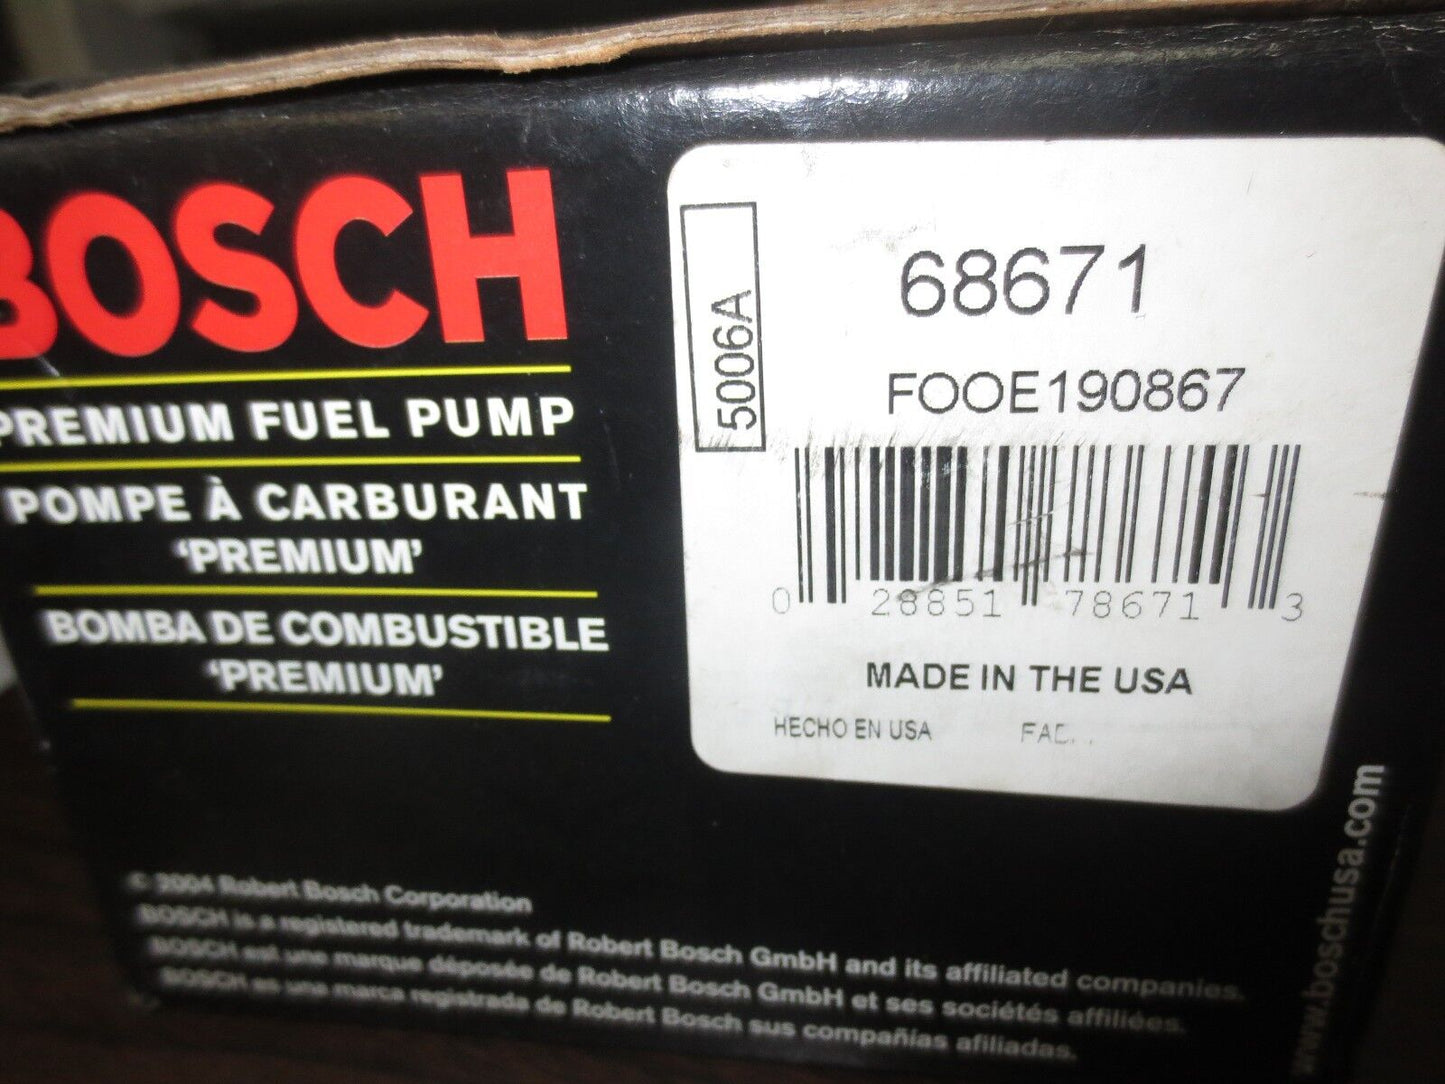 BOSCH
PREMIUM FUEL PUMP
POMPE À CARBURANT
‘PREMIUM’
BOMBA DE COMBUSTIBLE
‘PREMIUM’
5006A
68671
FOOE190867
0 28851 78671 3
MADE IN THE USA
HECHO EN USA
© 2004 Robert Bosch Corporation
BOSCH is a registered trademark of Robert Bosch GmbH and its affiliated companies.
BOSCH est une marque déposée de Robert Bosch GmbH et ses sociétés affiliées.
BOSCH es una marca registrada de Robert Bosch GmbH sus compañías afiliadas.
www.boschusa.com